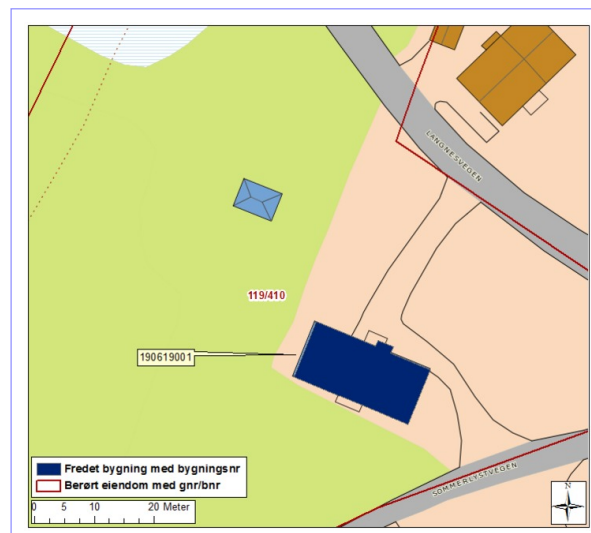 LANGNESVEGEN
119/410
190619001
Fredet bygning med bygningsnr
Berørt eiendom med gnr/bnr
SOMMERLYSTVEGEN
N
0 5 10 20 Meter